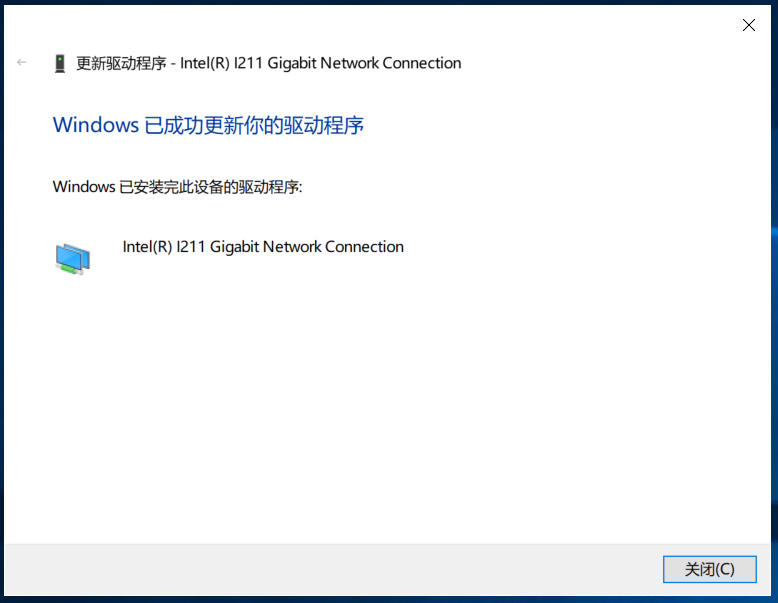 更新驱动程序 - Intel(R) I211 Gigabit Network Connection
Windows 已成功更新你的驱动程序
Windows 已安装完此设备的驱动程序:
Intel(R) I211 Gigabit Network Connection
关闭(C)